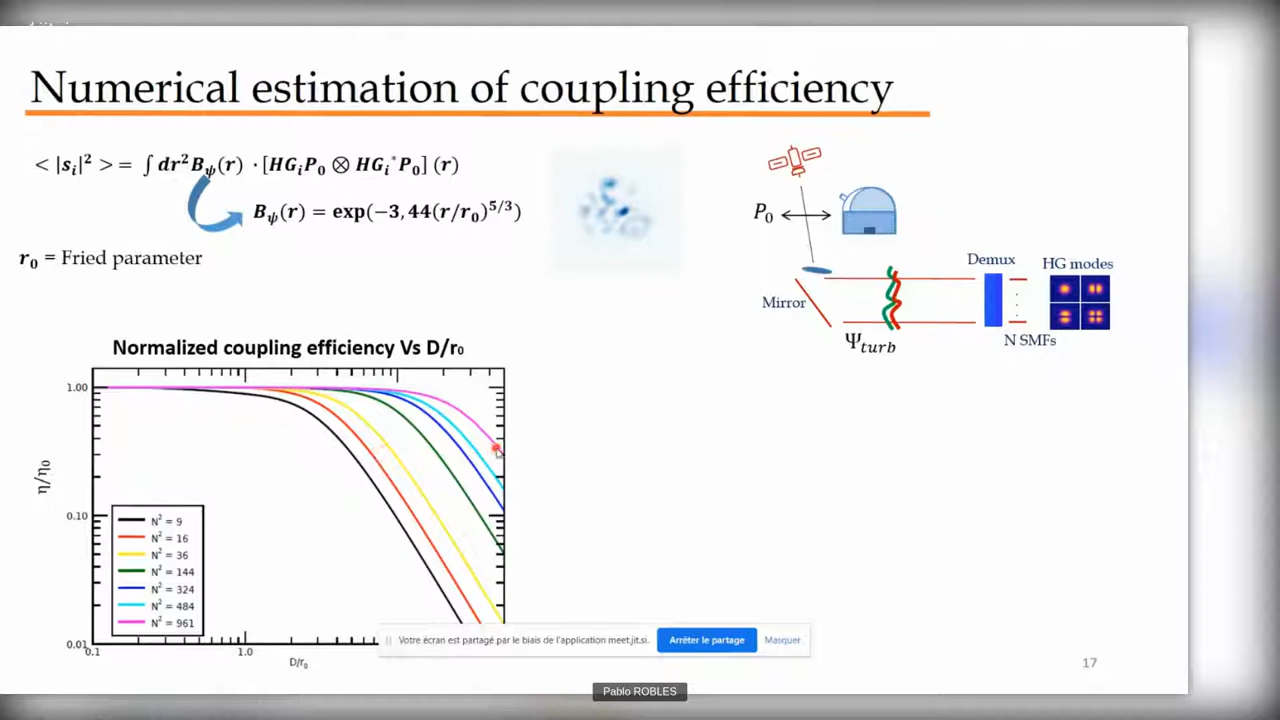 Numerical estimation of coupling efficiency
< |sᵢ|² > = ∫ dr² B_ψ(r) · [HGᵢP₀ ⊗ HGᵢ*P₀] (r)
B_ψ(r) = exp(−3,44(r/r₀)^5/3)
r₀ = Fried parameter
P₀
Demux
HG modes
Mirror
N SMFs
Ψturb
Normalized coupling efficiency Vs D/r₀
1.00
0.10
0.01
η/η₀
N² = 9
N² = 16
N² = 36
N² = 144
N² = 324
N² = 484
N² = 961
0.1
1.0
D/r₀
Votre écran est partagé par le biais de l'application meet.jit.si.
Arrêter le partage
Masquer
17
Pablo ROBLES